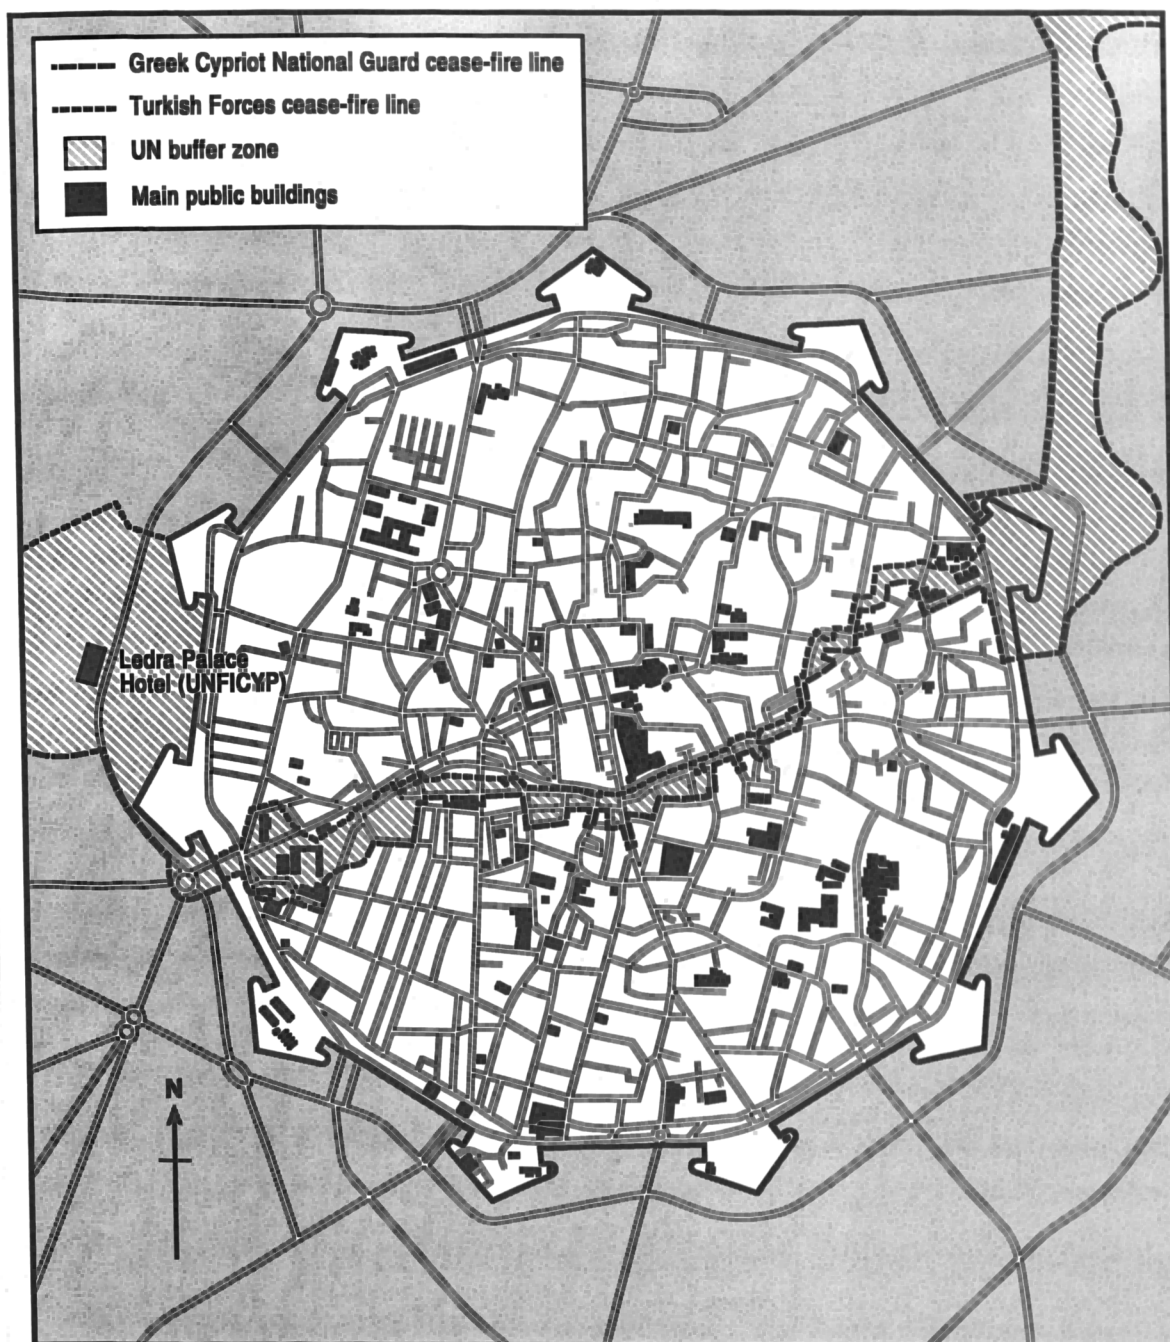 Greek Cypriot National Guard cease-fire line
Turkish Forces cease-fire line
UN buffer zone
Main public buildings
Ledra Palace
Hotel (UNFICYP)
N